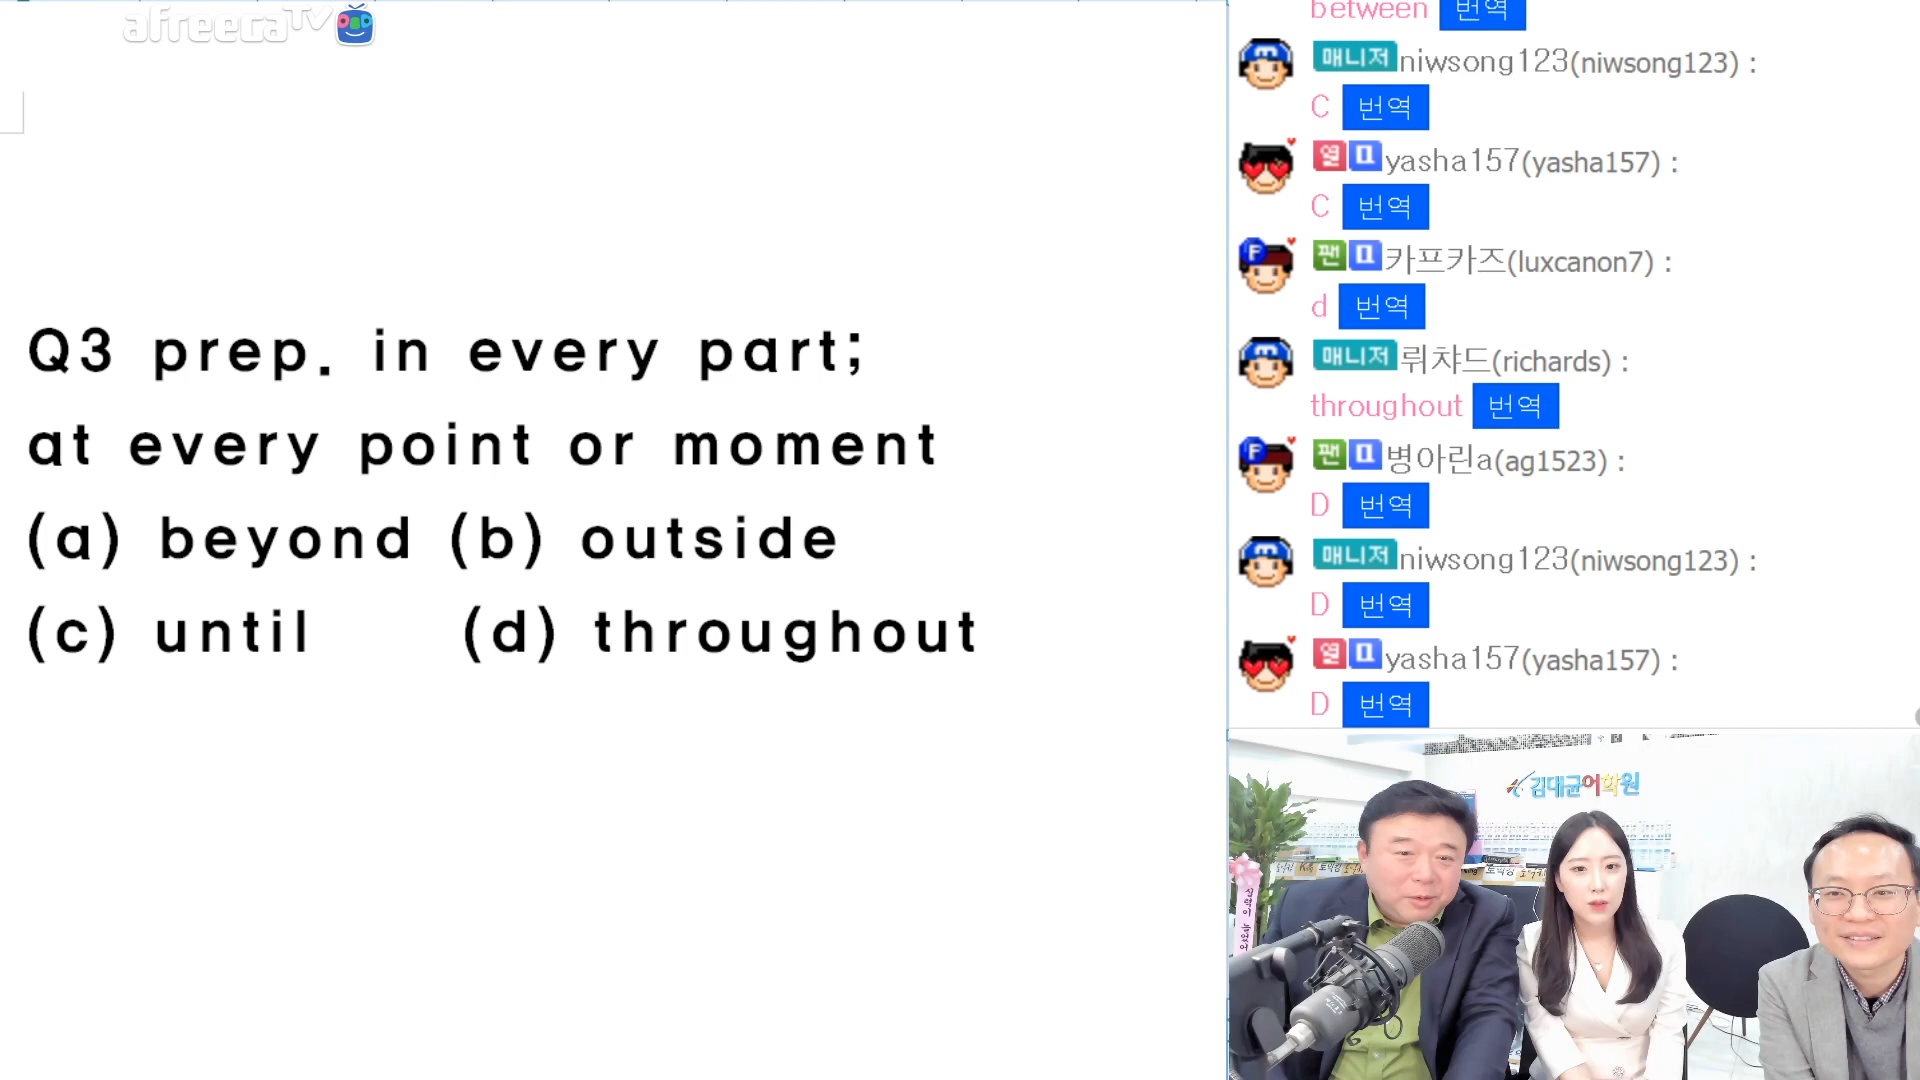 afreecaTV
Q3 prep. in every part;
at every point or moment
(a) beyond (b) outside
(c) until (d) throughout
between 번역
매니저 niwsong123(niwsong123) :
C 번역
열 yasha157(yasha157) :
C 번역
팬 카프카즈(luxcanon7) :
d 번역
매니저 뤼챠드(richards) :
throughout 번역
팬 병아린a(ag1523) :
D 번역
매니저 niwsong123(niwsong123) :
D 번역
열 yasha157(yasha157) :
D 번역
김대균어학원